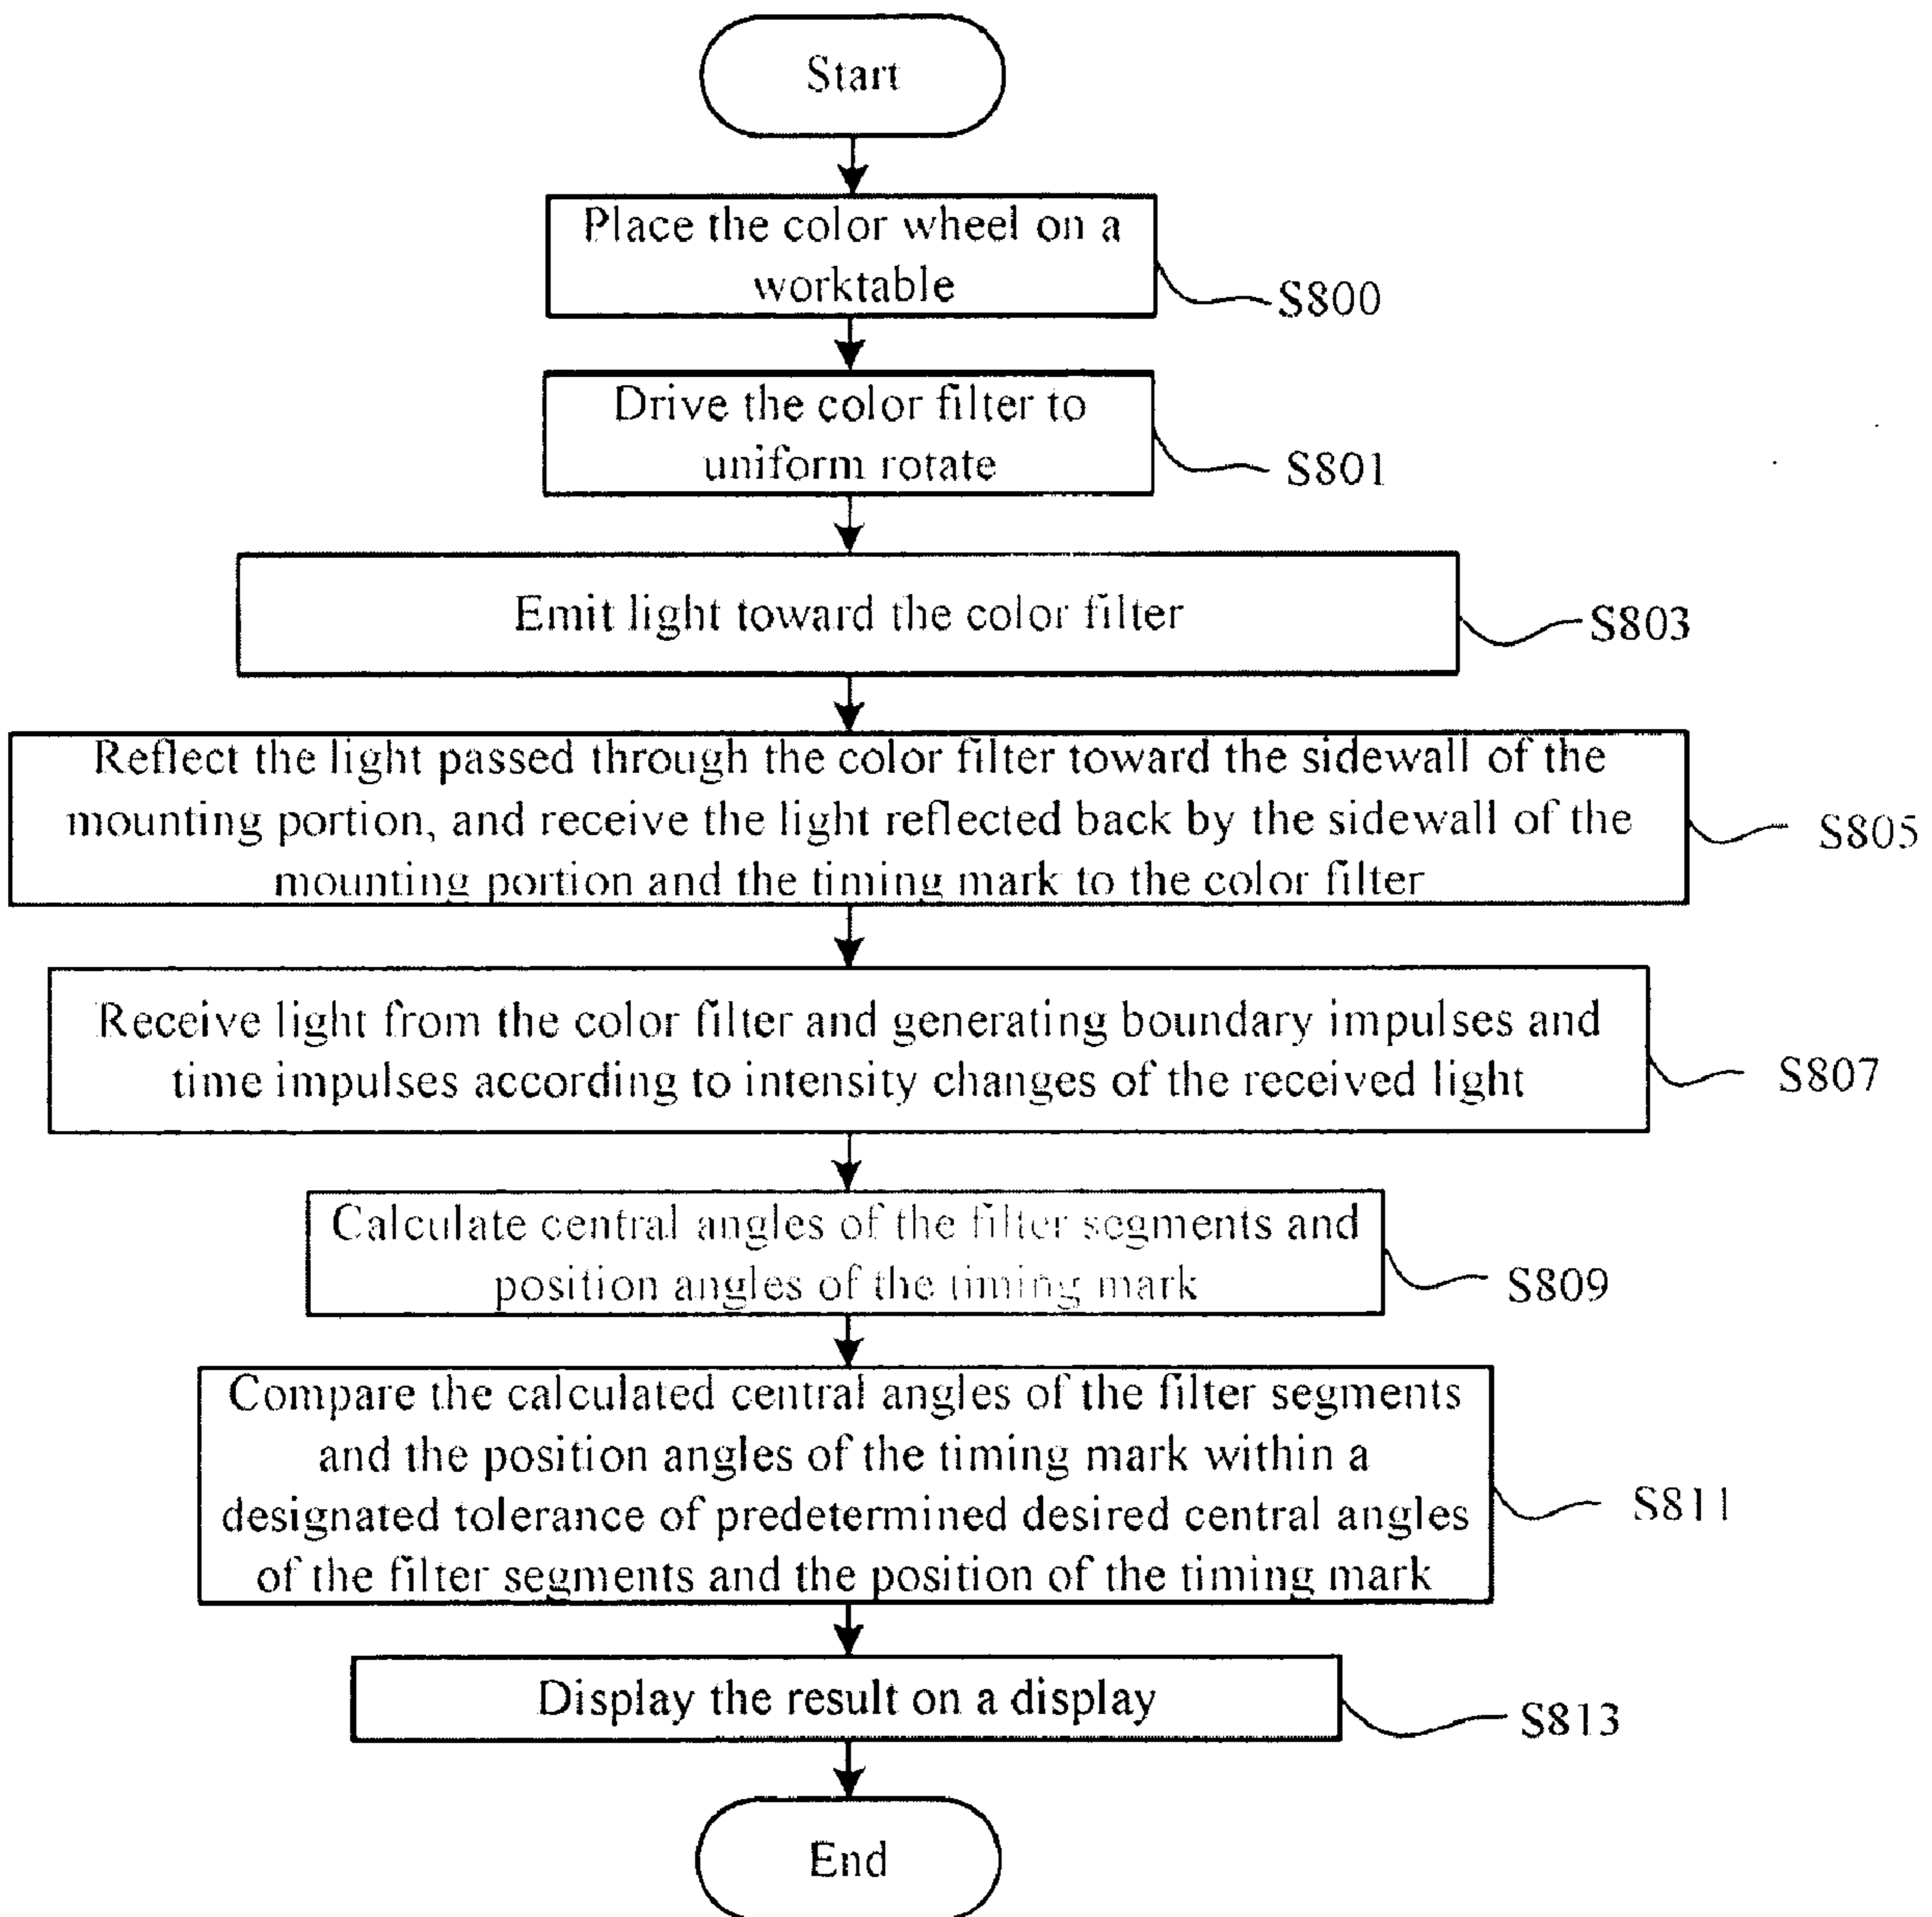 Start
Place the color wheel on a
worktable
S800
Drive the color filter to
uniform rotate
S801
Emit light toward the color filter
S803
Reflect the light passed through the color filter toward the sidewall of the
mounting portion, and receive the light reflected back by the sidewall of the
mounting portion and the timing mark to the color filter
S805
Receive light from the color filter and generating boundary impulses and
time impulses according to intensity changes of the received light
S807
Calculate central angles of the filter segments and
position angles of the timing mark
S809
Compare the calculated central angles of the filter segments
and the position angles of the timing mark within a
designated tolerance of predetermined desired central angles
of the filter segments and the position of the timing mark
S811
Display the result on a display
S813
End